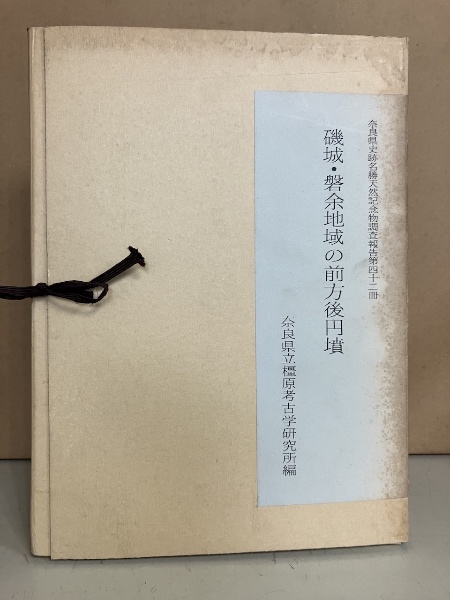 奈良県史跡名勝天然記念物調査報告第四十二冊
磯城・磐余地域の前方後円墳
奈良県立橿原考古学研究所編